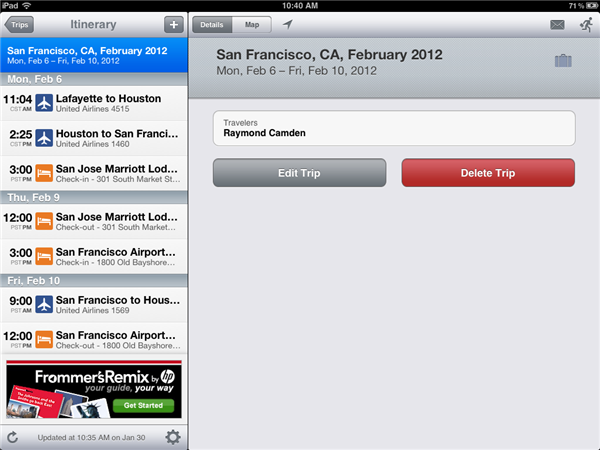 iPad
10:40 AM
71 %
Trips
Itinerary
+
Details
Map
San Francisco, CA, February 2012
Mon, Feb 6 – Fri, Feb 10, 2012
Mon, Feb 6
11:04
CST AM
Lafayette to Houston
United Airlines 4515
2:25
CST PM
Houston to San Franci...
United Airlines 1460
3:00
PST PM
San Jose Marriott Lod...
Check-in - 301 South Market St...
Thu, Feb 9
12:00
PST PM
San Jose Marriott Lod...
Check-out - 301 South Market...
3:00
PST PM
San Francisco Airport...
Check-in - 1800 Old Bayshore...
Fri, Feb 10
9:00
PST AM
San Francisco to Hous...
United Airlines 1569
12:00
PST PM
San Francisco Airport...
Check-out - 1800 Old Bayshore...
Frommer'sRemix by hp
your guide, your way
Get Started
Updated at 10:35 AM on Jan 30
San Francisco, CA, February 2012
Mon, Feb 6 – Fri, Feb 10, 2012
Travelers
Raymond Camden
Edit Trip
Delete Trip